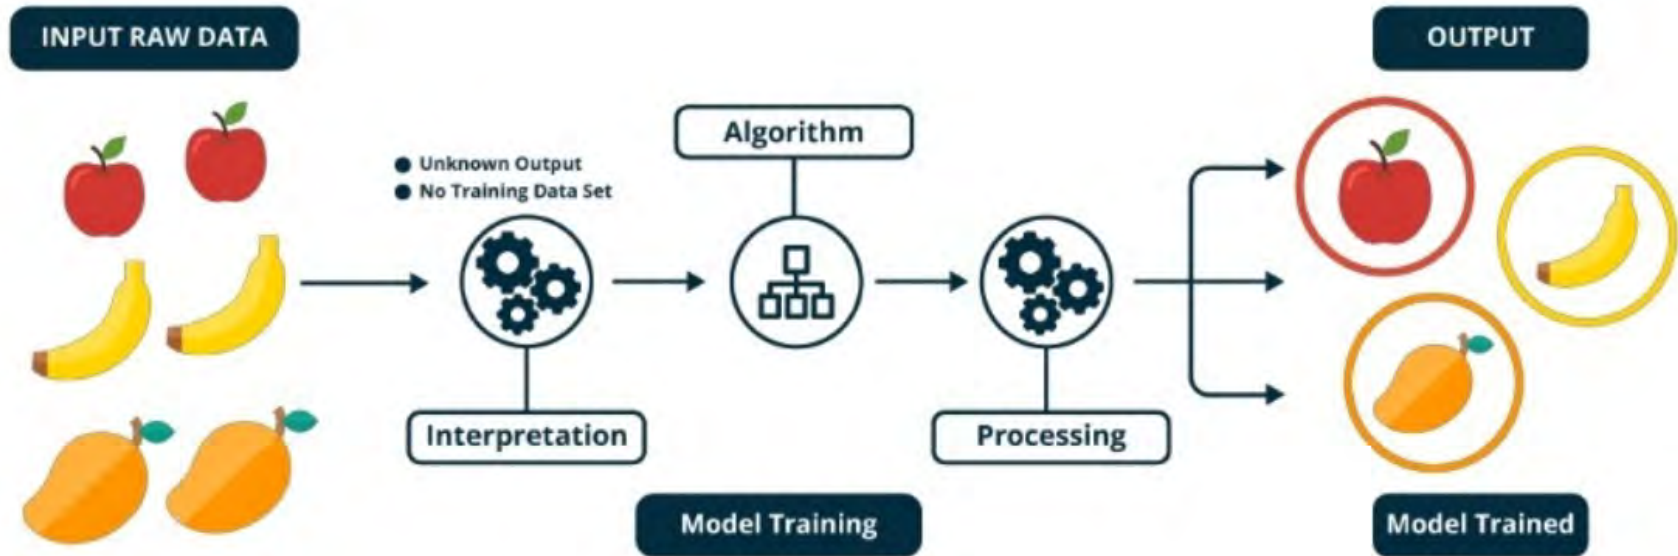 INPUT RAW DATA
OUTPUT
Algorithm
Unknown Output
No Training Data Set
Interpretation
Processing
Model Training
Model Trained